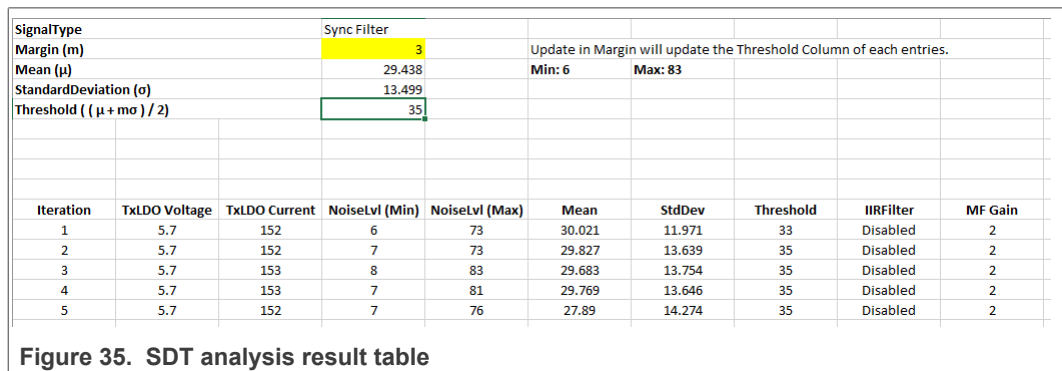 SignalType Sync Filter
Margin (m) 3 Update in Margin will update the Threshold Column of each entries.
Mean (μ) 29.438 Min: 6 Max: 83
StandardDeviation (σ) 13.499
Threshold ( ( μ + mσ ) / 2) 35
Iteration TxLDO Voltage TxLDO Current NoiseLvl (Min) NoiseLvl (Max) Mean StdDev Threshold IIRFilter MF Gain
1 5.7 152 6 73 30.021 11.971 33 Disabled 2
2 5.7 152 7 73 29.827 13.639 35 Disabled 2
3 5.7 153 8 83 29.683 13.754 35 Disabled 2
4 5.7 153 7 81 29.769 13.646 35 Disabled 2
5 5.7 152 7 76 27.89 14.274 35 Disabled 2
Figure 35. SDT analysis result table